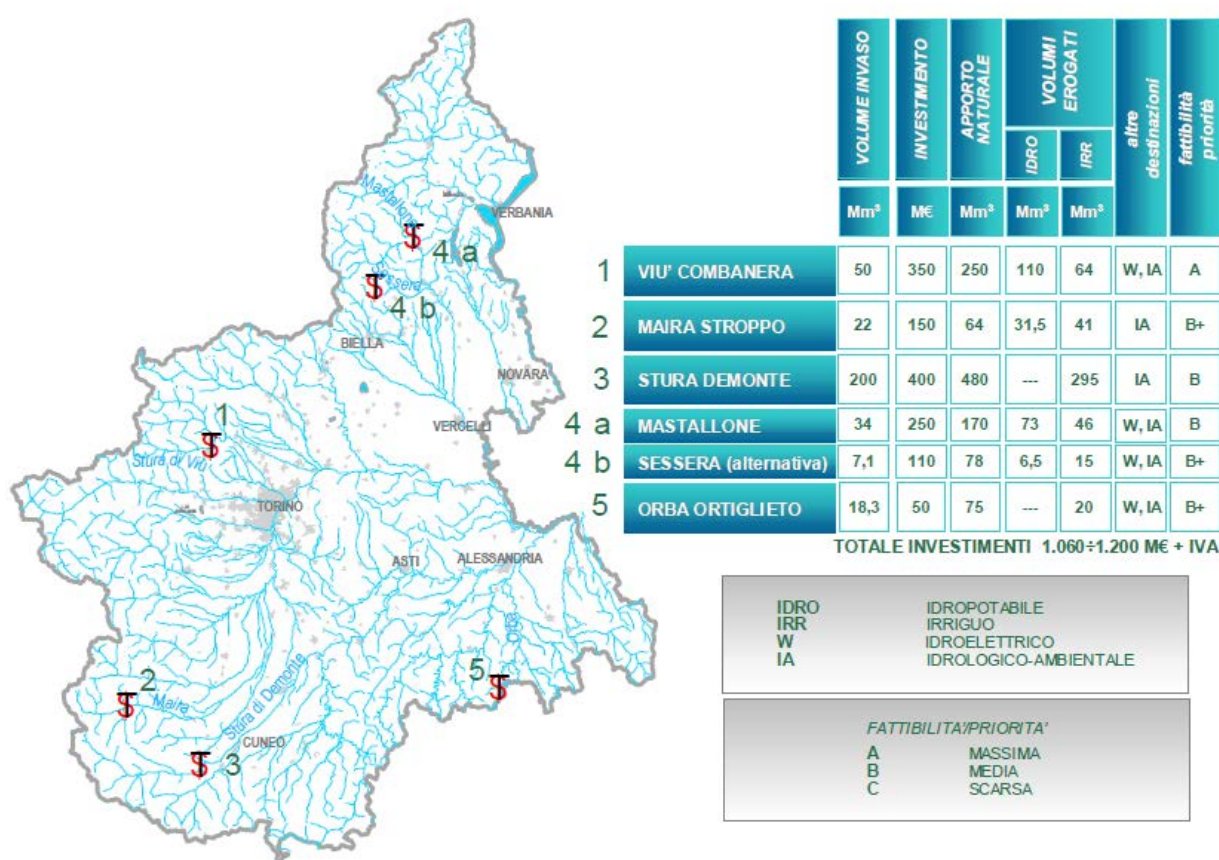 VOLUME INVASO
INVESTIMENTO
APPORTO NATURALE
VOLUMI EROGATI
IDRO
IRR
altre destinazioni
fattibilità priorità
Mm³ M€ Mm³ Mm³ Mm³
1 VIU' COMBANERA 50 350 250 110 64 W, IA A
2 MAIRA STROPPO 22 150 64 31,5 41 IA B+
3 STURA DEMONTE 200 400 480 --- 295 IA B
4 a MASTALLONE 34 250 170 73 46 W, IA B
4 b SESSERA (alternativa) 7,1 110 78 6,5 15 W, IA B+
5 ORBA ORTIGLIETO 18,3 50 75 --- 20 W, IA B+
TOTALE INVESTIMENTI 1.060÷1.200 M€ + IVA
IDRO IDROPOTABILE
IRR IRRIGUO
W IDROELETTRICO
IA IDROLOGICO-AMBIENTALE
FATTIBILITA'/PRIORITA'
A MASSIMA
B MEDIA
C SCARSA
Mastallone
VERBANIA
4 a
4 b
BIELLA
NOVARA
VERCELLI
1
Stura di Viù
TORINO
ASTI
ALESSANDRIA
Orba
5
2
Maira
Stura di Demonte
CUNEO
3